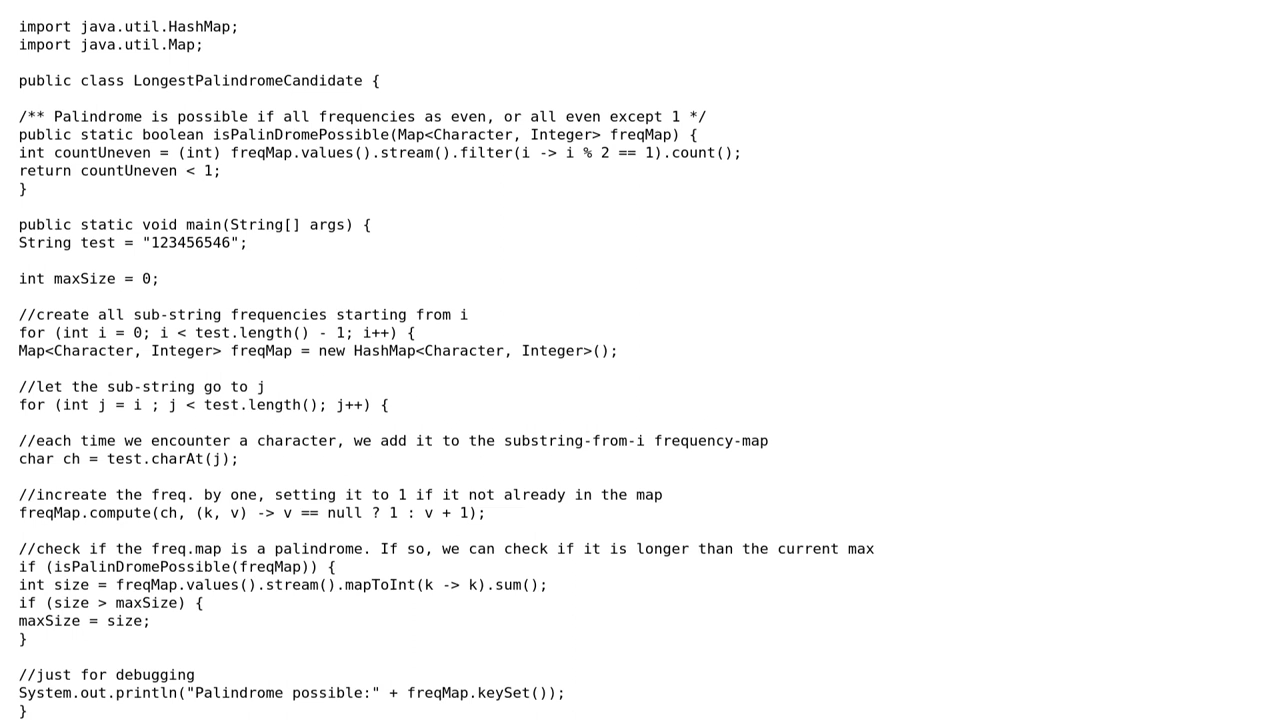 import java.util.HashMap;
import java.util.Map;
public class LongestPalindromeCandidate {
/** Palindrome is possible if all frequencies as even, or all even except 1 */
public static boolean isPalinDromePossible(Map<Character, Integer> freqMap) {
int countUneven = (int) freqMap.values().stream().filter(i -> i % 2 == 1).count();
return countUneven < 1;
}
public static void main(String[] args) {
String test = "123456546";
int maxSize = 0;
//create all sub-string frequencies starting from i
for (int i = 0; i < test.length() - 1; i++) {
Map<Character, Integer> freqMap = new HashMap<Character, Integer>();
//let the sub-string go to j
for (int j = i ; j < test.length(); j++) {
//each time we encounter a character, we add it to the substring-from-i frequency-map
char ch = test.charAt(j);
//increate the freq. by one, setting it to 1 if it not already in the map
freqMap.compute(ch, (k, v) -> v == null ? 1 : v + 1);
//check if the freq.map is a palindrome. If so, we can check if it is longer than the current max
if (isPalinDromePossible(freqMap)) {
int size = freqMap.values().stream().mapToInt(k -> k).sum();
if (size > maxSize) {
maxSize = size;
}
//just for debugging
System.out.println("Palindrome possible:" + freqMap.keySet());
}